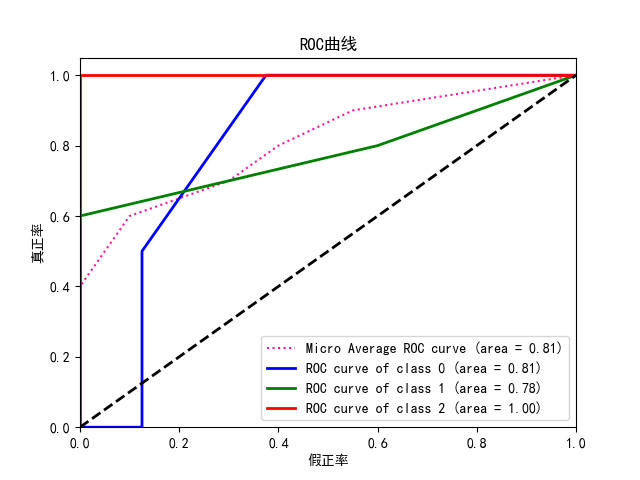 ROC曲线
真正率
1.0
0.8
0.6
0.4
0.2
0.0
Micro Average ROC curve (area = 0.81)
ROC curve of class 0 (area = 0.81)
ROC curve of class 1 (area = 0.78)
ROC curve of class 2 (area = 1.00)
0.0 0.2 0.4 0.6 0.8 1.0
假正率